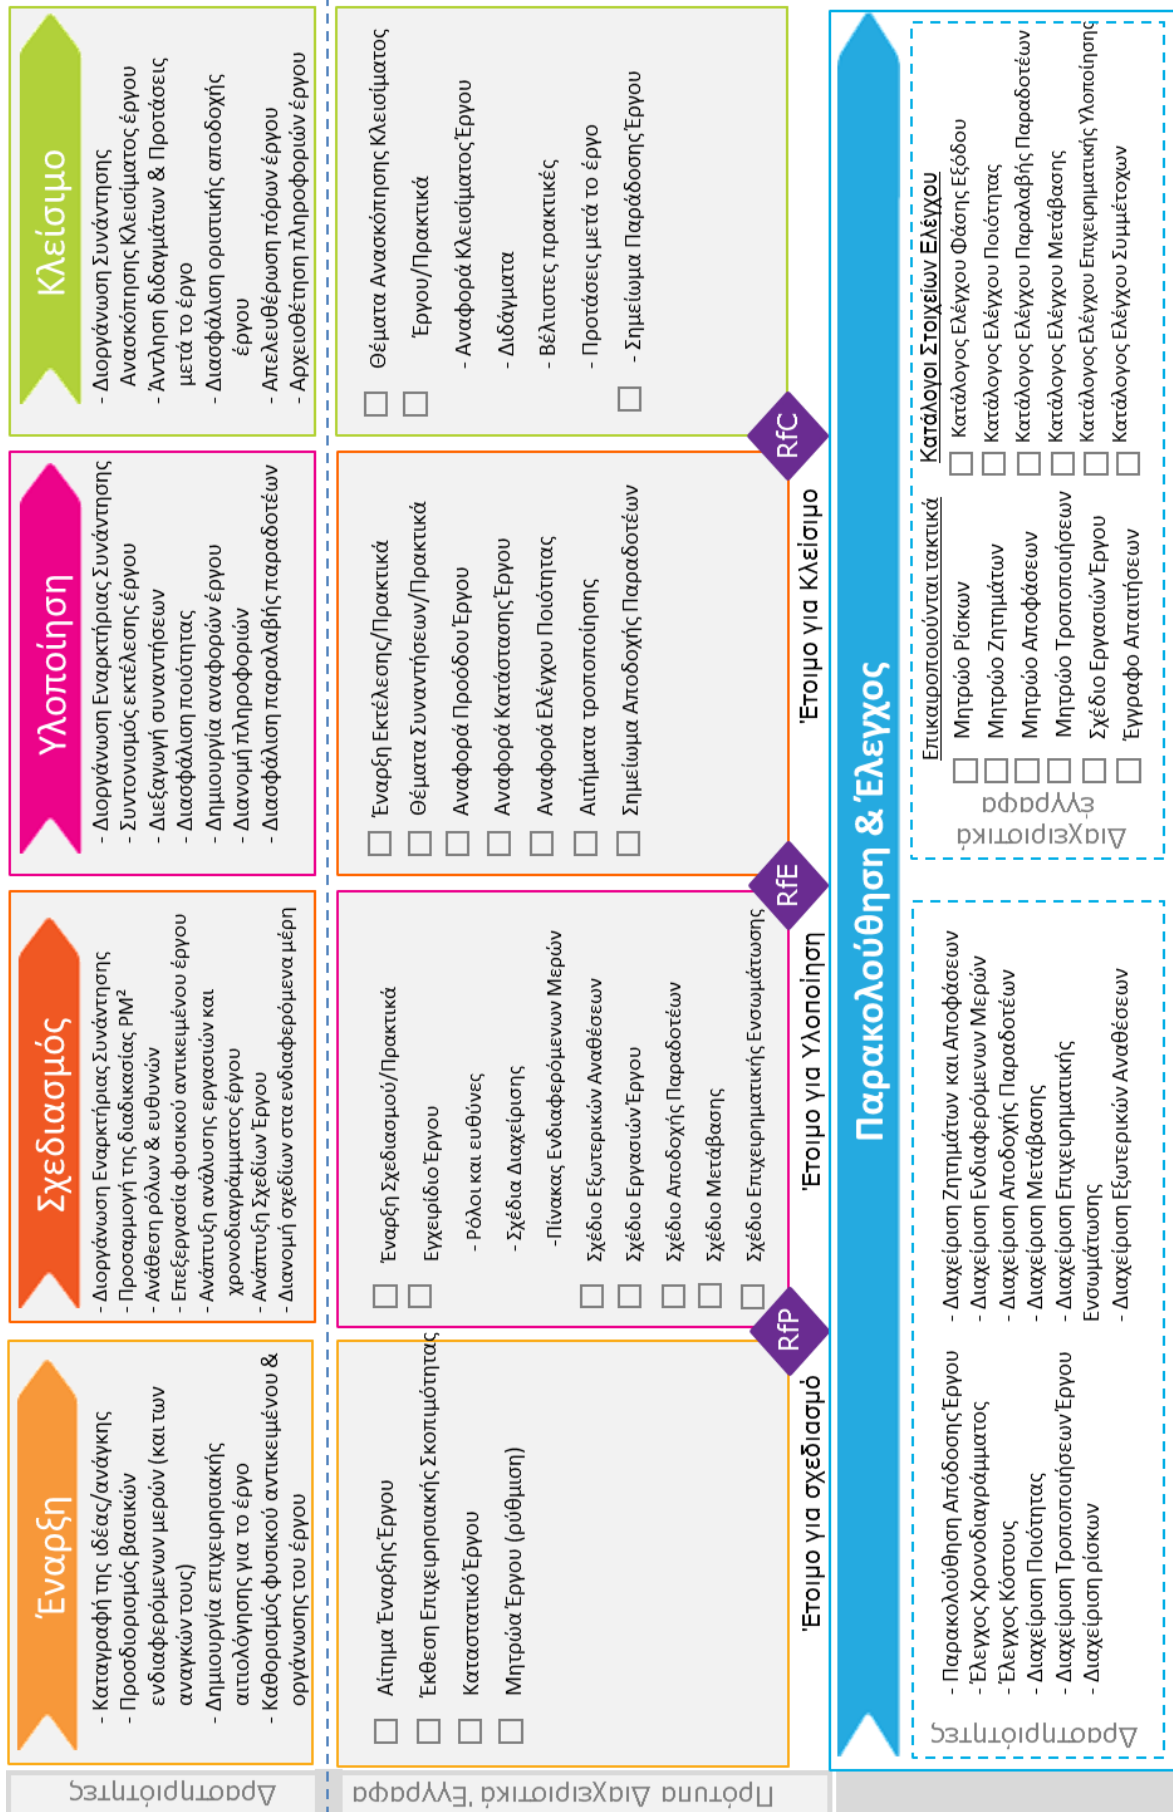 Έναρξη
- Καταγραφή της ιδέας/ανάγκης
- Προσδιορισμός βασικών
ενδιαφερόμενων μερών (και των
αναγκών τους)
- Δημιουργία επιχειρησιακής
αιτιολόγησης για το έργο
- Καθορισμός φυσικού αντικειμένου &
οργάνωσης του έργου
Σχεδιασμός
- Διοργάνωση Εναρκτήριας Συνάντησης
- Προσαρμογή της διαδικασίας PM²
- Ανάθεση ρόλων & ευθυνών
- Επεξεργασία φυσικού αντικειμένου έργου
- Ανάπτυξη ανάλυσης εργασιών και
χρονοδιαγράμματος έργου
- Ανάπτυξη Σχεδίων Έργου
- Διανομή σχεδίων στα ενδιαφερόμενα μέρη
Υλοποίηση
- Διοργάνωση Εναρκτήριας Συνάντησης
- Συντονισμός εκτέλεσης έργου
- Διεξαγωγή συναντήσεων
- Διασφάλιση ποιότητας
- Δημιουργία αναφορών έργου
- Διανομή πληροφοριών
- Διασφάλιση παραλαβής παραδοτέων
Κλείσιμο
- Διοργάνωση Συνάντησης
Ανασκόπησης Κλεισίματος έργου
- Άντληση διδαγμάτων & Προτάσεις
μετά το έργο
- Διασφάλιση οριστικής αποδοχής
έργου
- Απελευθέρωση πόρων έργου
- Αρχειοθέτηση πληροφοριών έργου
Δραστηριότητες
Πρότυπα Διαχειριστικά Έγγραφα
Αίτημα Έναρξης Έργου
Έκθεση Επιχειρησιακής Σκοπιμότητας
Καταστατικό Έργου
Μητρώα Έργου (ρύθμιση)
Έναρξη Σχεδιασμού/Πρακτικά
Εγχειρίδιο Έργου
- Ρόλοι και ευθύνες
- Σχέδια Διαχείρισης
-Πίνακας Ενδιαφερόμενων Μερών
Σχέδιο Εξωτερικών Αναθέσεων
Σχέδιο Εργασιών Έργου
Σχέδιο Αποδοχής Παραδοτέων
Σχέδιο Μετάβασης
Σχέδιο Επιχειρηματικής Ενσωμάτωσης
Έναρξη Εκτέλεσης/Πρακτικά
Θέματα Συναντήσεων/Πρακτικά
Αναφορά Προόδου Έργου
Αναφορά Κατάστασης Έργου
Αναφορά Ελέγχου Ποιότητας
Αιτήματα τροποποίησης
Σημείωμα Αποδοχής Παραδοτέων
Θέματα Ανασκόπησης Κλεισίματος
Έργου/Πρακτικά
- Αναφορά Κλεισίματος Έργου
- Διδάγματα
- Βέλτιστες πρακτικές
- Προτάσεις μετά το έργο
- Σημείωμα Παράδοσης Έργου
RfP
RfE
RfC
Έτοιμο για σχεδιασμό
Έτοιμο για Υλοποίηση
Έτοιμο για Κλείσιμο
Παρακολούθηση & Έλεγχος
Δραστηριότητες
- Παρακολούθηση Απόδοσης Έργου
- Έλεγχος Χρονοδιαγράμματος
- Έλεγχος Κόστους
- Διαχείριση Ποιότητας
- Διαχείριση Τροποποιήσεων Έργου
- Διαχείριση ρίσκων
- Διαχείριση Ζητημάτων και Αποφάσεων
- Διαχείριση Ενδιαφερόμενων Μερών
- Διαχείριση Αποδοχής Παραδοτέων
- Διαχείριση Μετάβασης
- Διαχείριση Επιχειρηματικής
Ενσωμάτωσης
- Διαχείριση Εξωτερικών Αναθέσεων
Διαχειριστικά
έγγραφα
Επικαιροποιούνται τακτικά
Μητρώο Ρίσκων
Μητρώο Ζητημάτων
Μητρώο Αποφάσεων
Μητρώο Τροποποιήσεων
Σχέδιο Εργασιών Έργου
Έγγραφο Απαιτήσεων
Κατάλογοι Στοιχείων Ελέγχου
Κατάλογος Ελέγχου Φάσης Εξόδου
Κατάλογος Ελέγχου Ποιότητας
Κατάλογος Ελέγχου Παραλαβής Παραδοτέων
Κατάλογος Ελέγχου Μετάβασης
Κατάλογος Ελέγχου Επιχειρηματικής Υλοποίησης
Κατάλογος Ελέγχου Συμμέτοχων